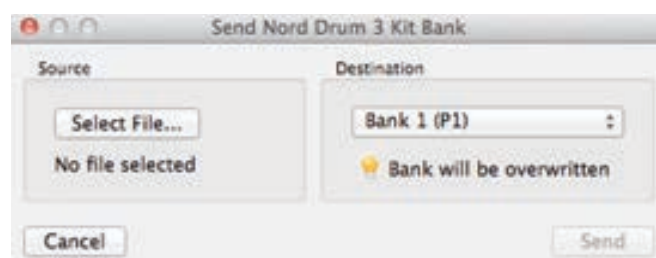 Send Nord Drum 3 Kit Bank
Source
Destination
Select File...
Bank 1 (P1)
No file selected
Bank will be overwritten
Cancel
Send